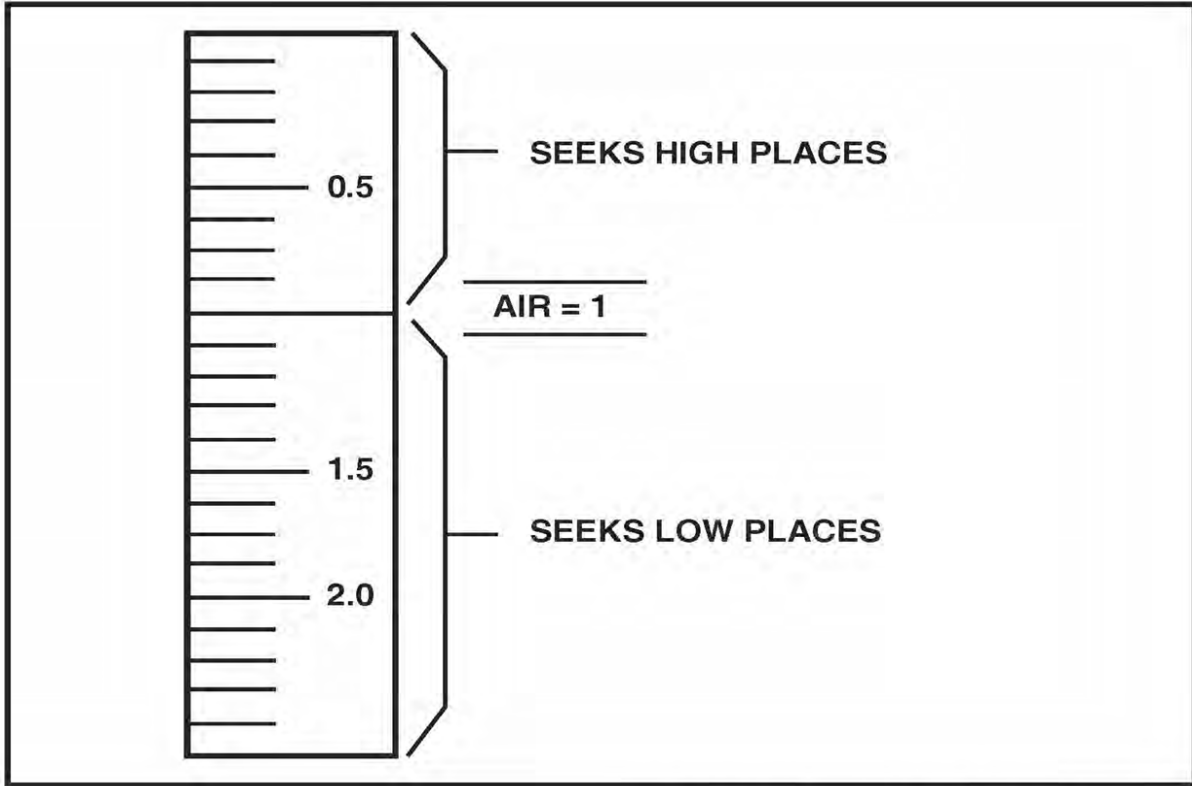 SEEKS HIGH PLACES
0.5
AIR = 1
1.5
SEEKS LOW PLACES
2.0